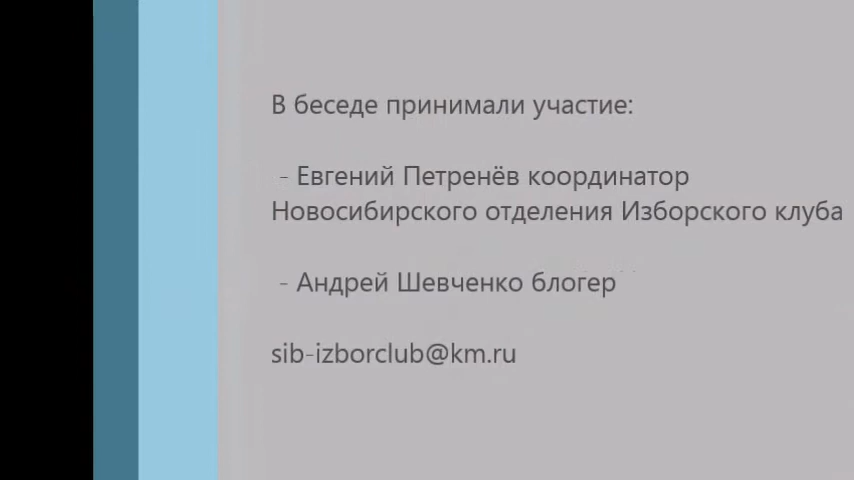 В беседе принимали участие:
- Евгений Петренёв координатор
Новосибирского отделения Изборского клуба
- Андрей Шевченко блогер
sib-izborclub@km.ru